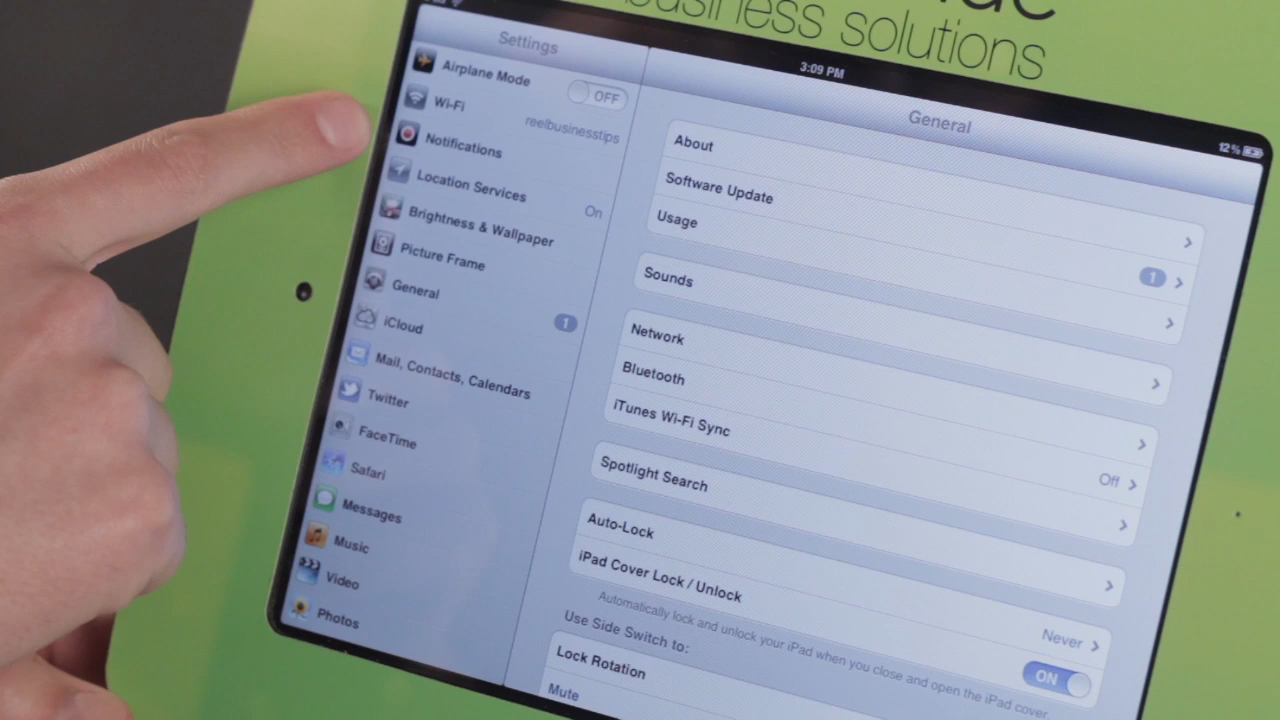 business solutions
3:09 PM
12%
Settings
Airplane Mode
OFF
Wi-Fi
reelbusinesstips
Notifications
Location Services
On
Brightness & Wallpaper
Picture Frame
General
1
iCloud
Mail, Contacts, Calendars
Twitter
FaceTime
Safari
Messages
Music
Video
Photos
General
About
Software Update
1
Usage
Sounds
Network
Bluetooth
Off
iTunes Wi-Fi Sync
Spotlight Search
Auto-Lock
Never
iPad Cover Lock / Unlock
ON
Automatically lock and unlock your iPad when you close and open the iPad cover
Use Side Switch to:
Lock Rotation
Mute